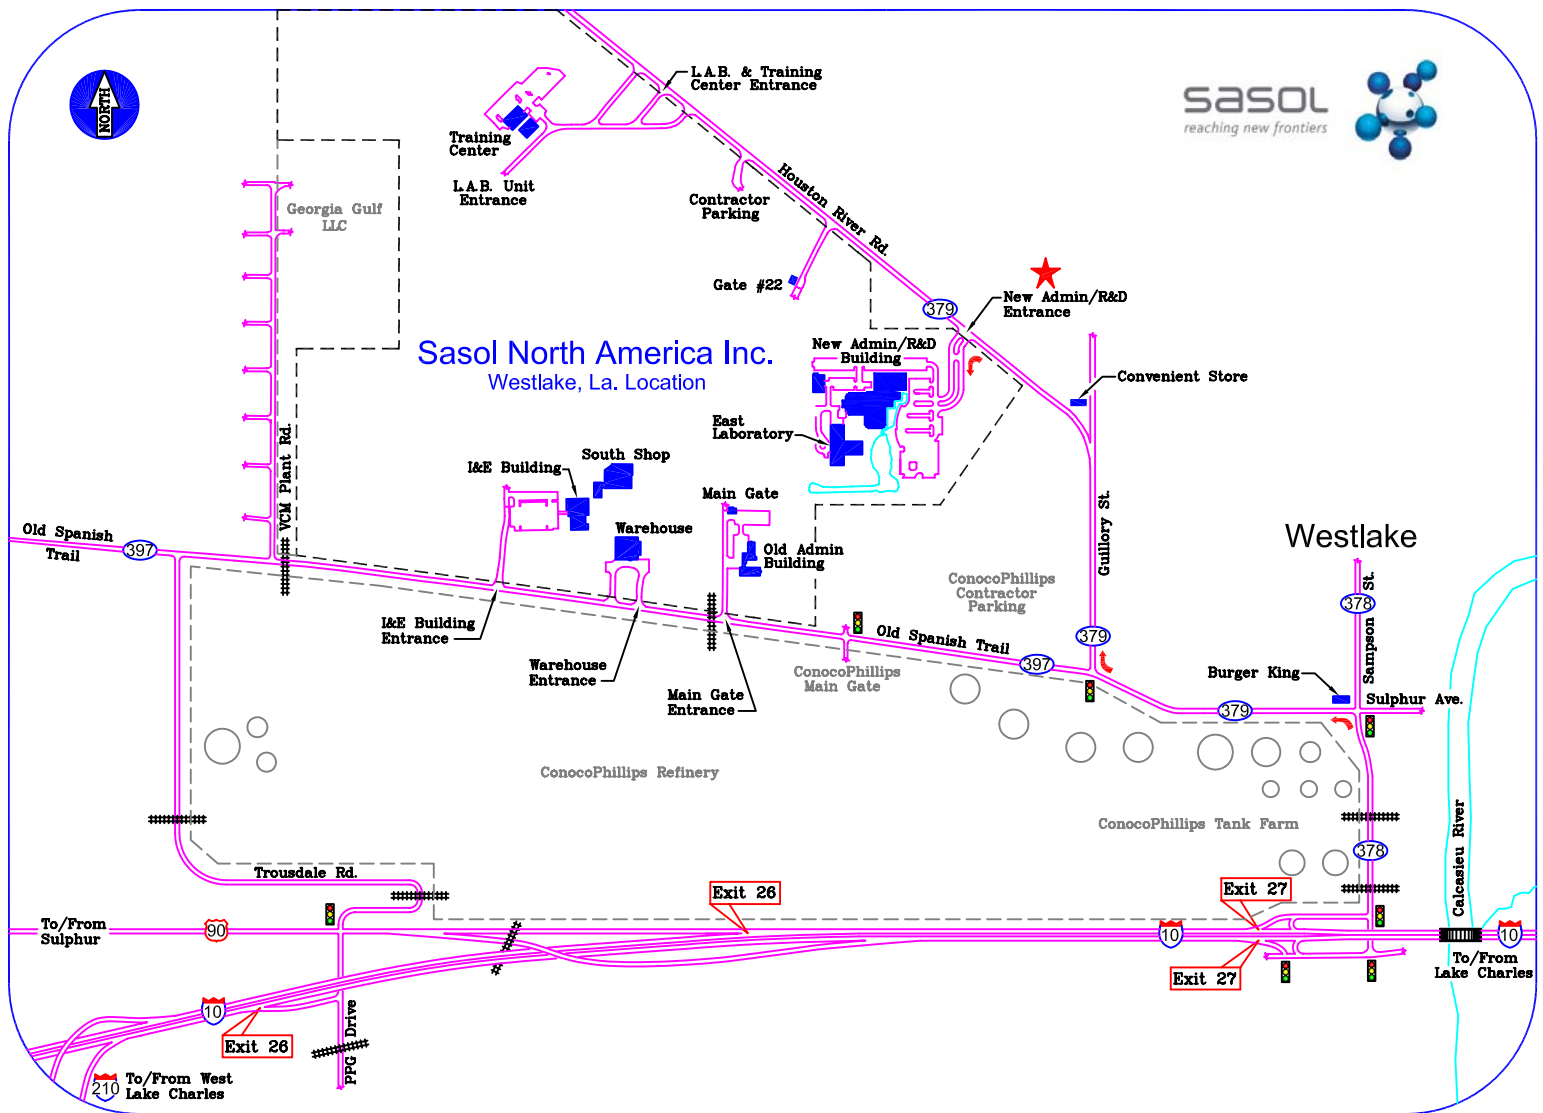 NORTH
L.A.B. & Training
Center Entrance
sasol
reaching new frontiers
Training
Center
L.A.B. Unit
Entrance
Georgia Gulf
LLC
Contractor
Parking
Houston River Rd.
Gate #22
379
New Admin/R&D
Entrance
Sasol North America Inc.
Westlake, La. Location
New Admin/R&D
Building
Convenient Store
East
Laboratory
VCM Plant Rd.
I&E Building
South Shop
Main Gate
Guillory St.
Westlake
Old Spanish
Trail
397
Warehouse
Old Admin
Building
ConocoPhillips
Contractor
Parking
Sampson St.
378
I&E Building
Entrance
Old Spanish Trail
379
397
Warehouse
Entrance
ConocoPhillips
Main Gate
Main Gate
Entrance
Burger King
Sulphur Ave.
379
ConocoPhillips Refinery
ConocoPhillips Tank Farm
Calcasieu River
378
Trousdale Rd.
Exit 26
Exit 27
To/From
Sulphur
90
10
10
Exit 27
To/From
Lake Charles
10
Exit 26
PPG Drive
210
To/From West
Lake Charles